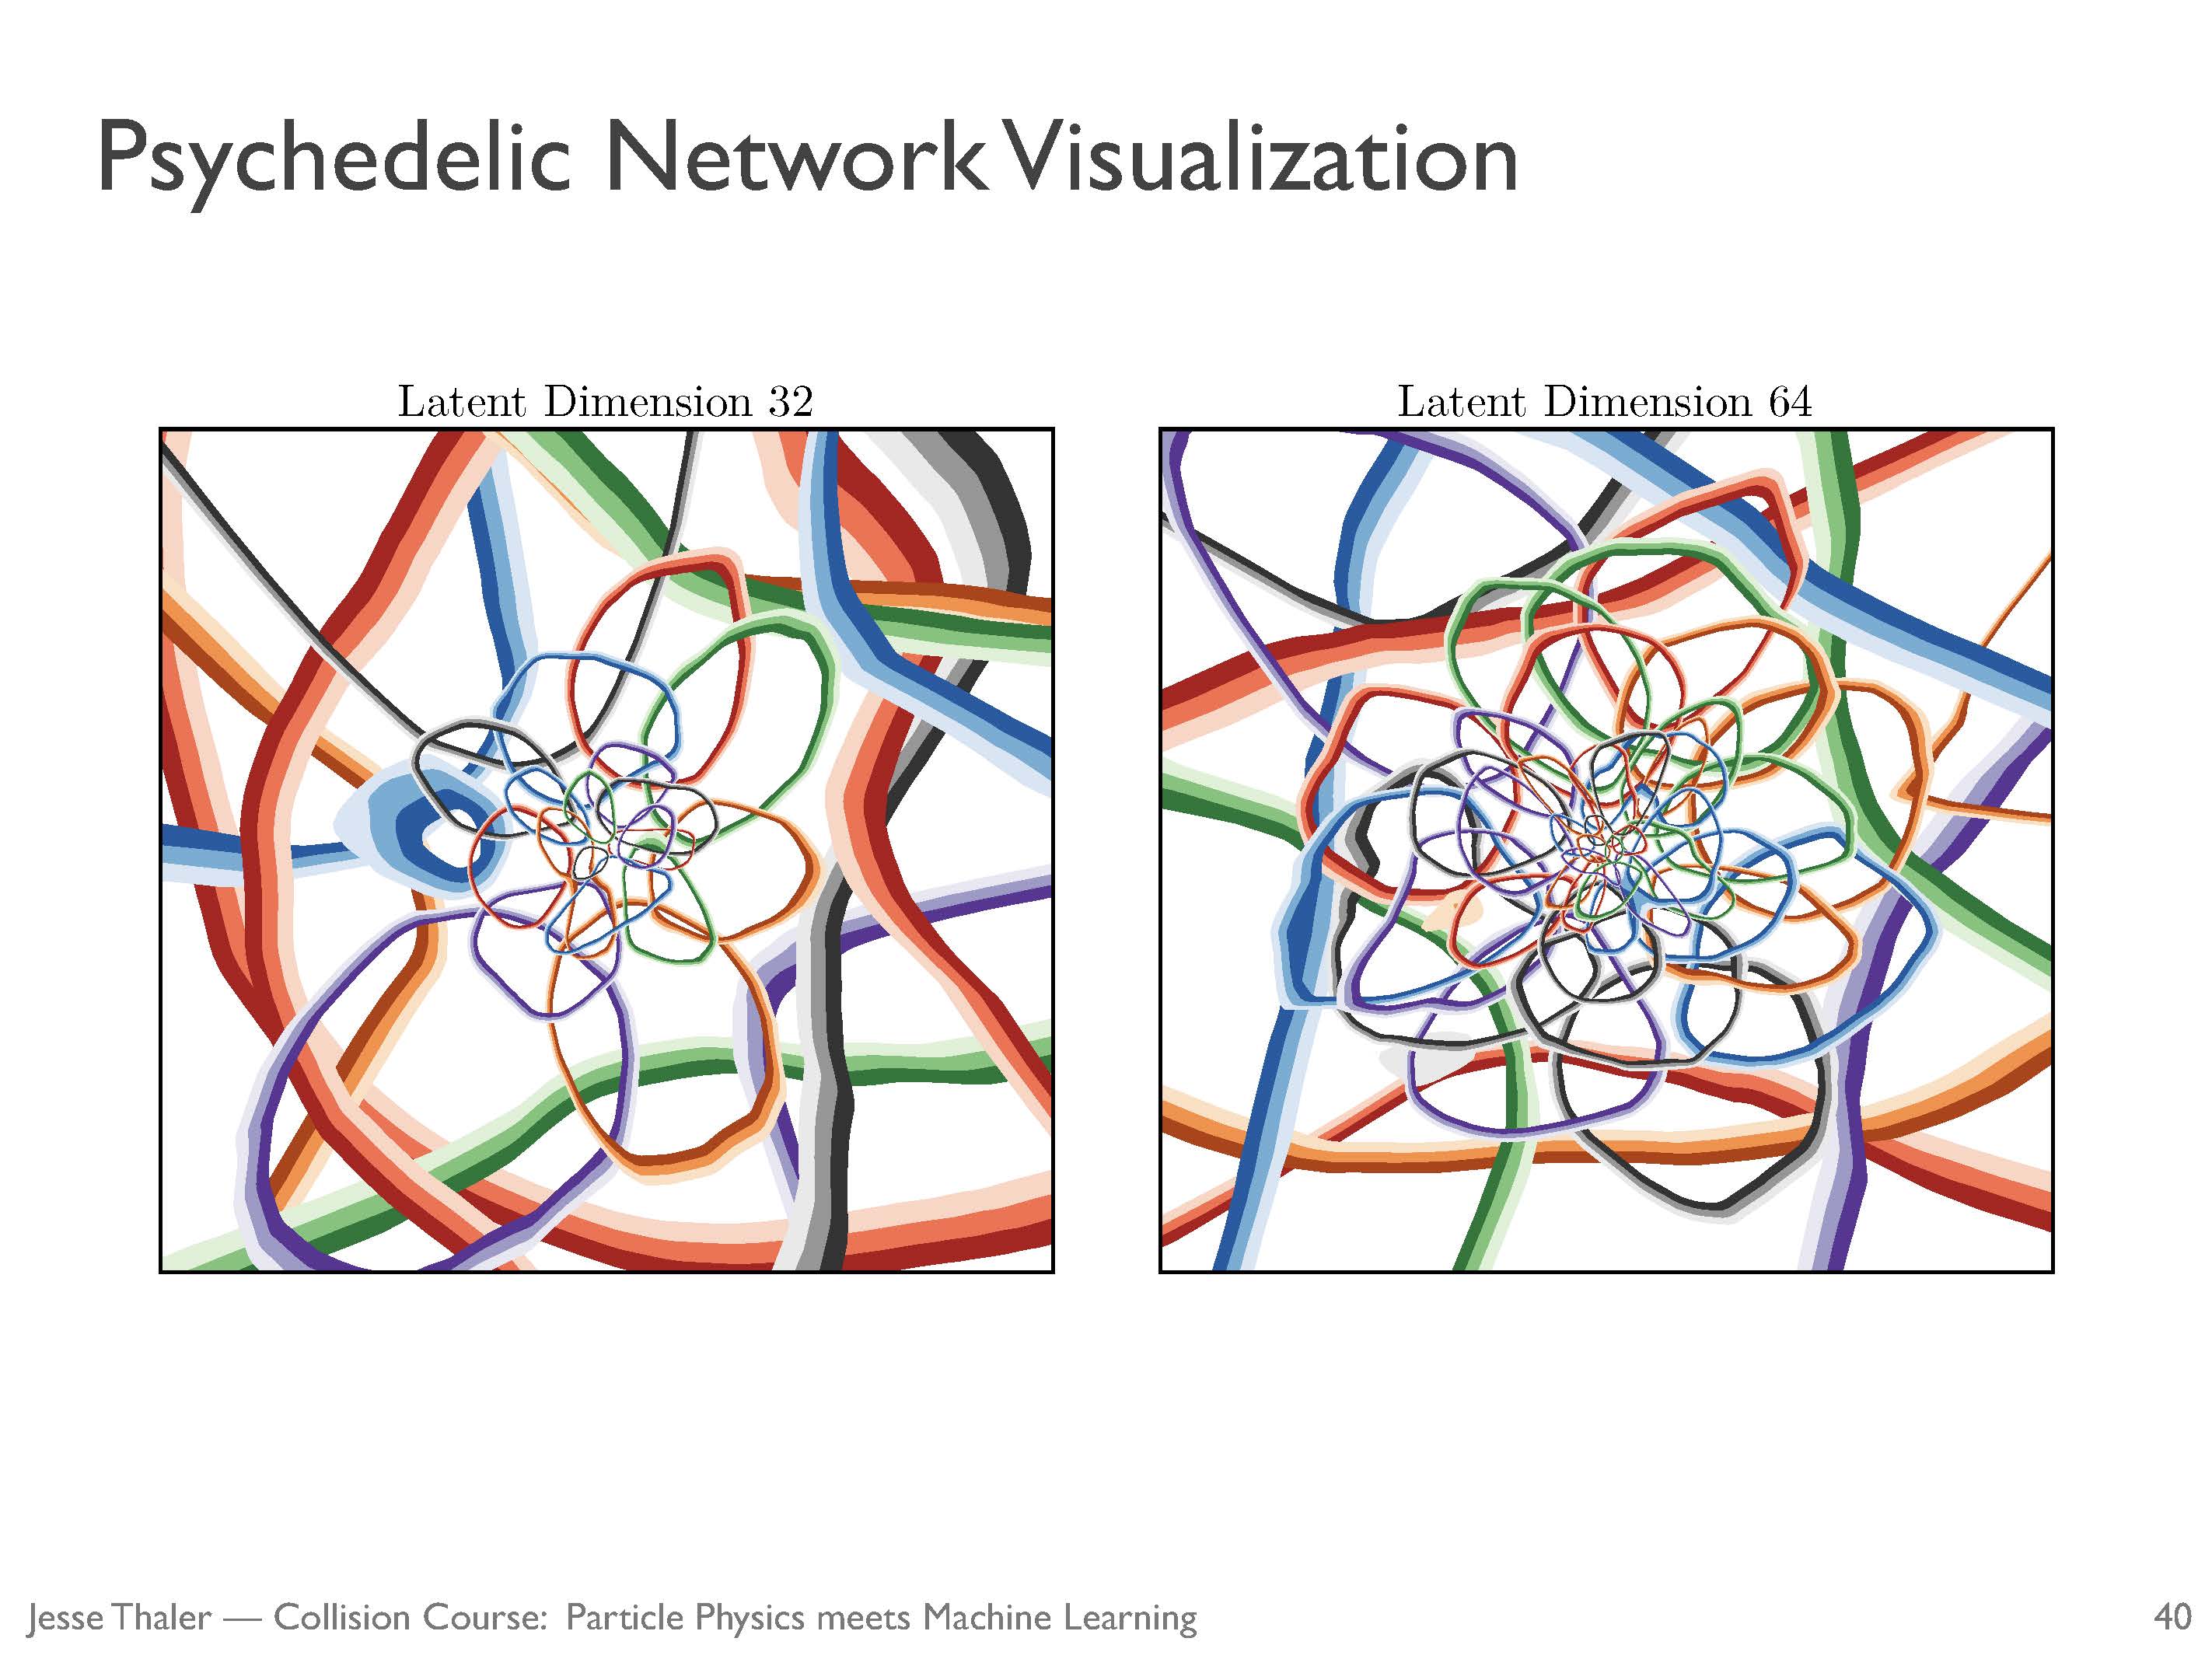 Psychedelic Network Visualization
Latent Dimension 32
Latent Dimension 64
Jesse Thaler — Collision Course: Particle Physics meets Machine Learning
40